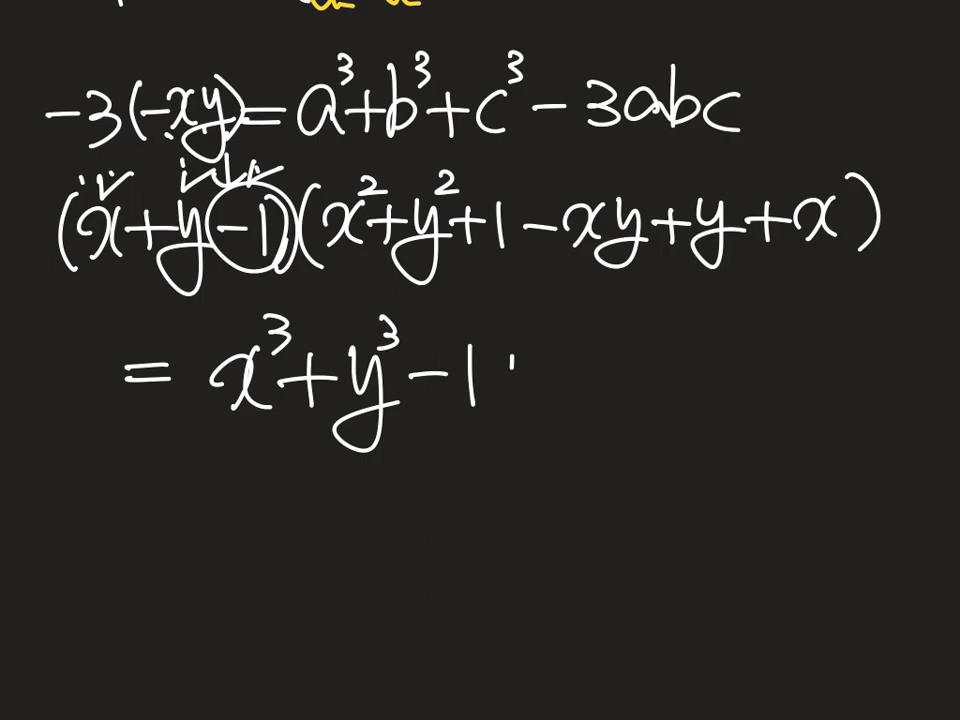 -3(-xy)=a³+b³+c³-3abc
(x+y-1)(x²+y²+1-xy+y+x)
= x³+y³-1